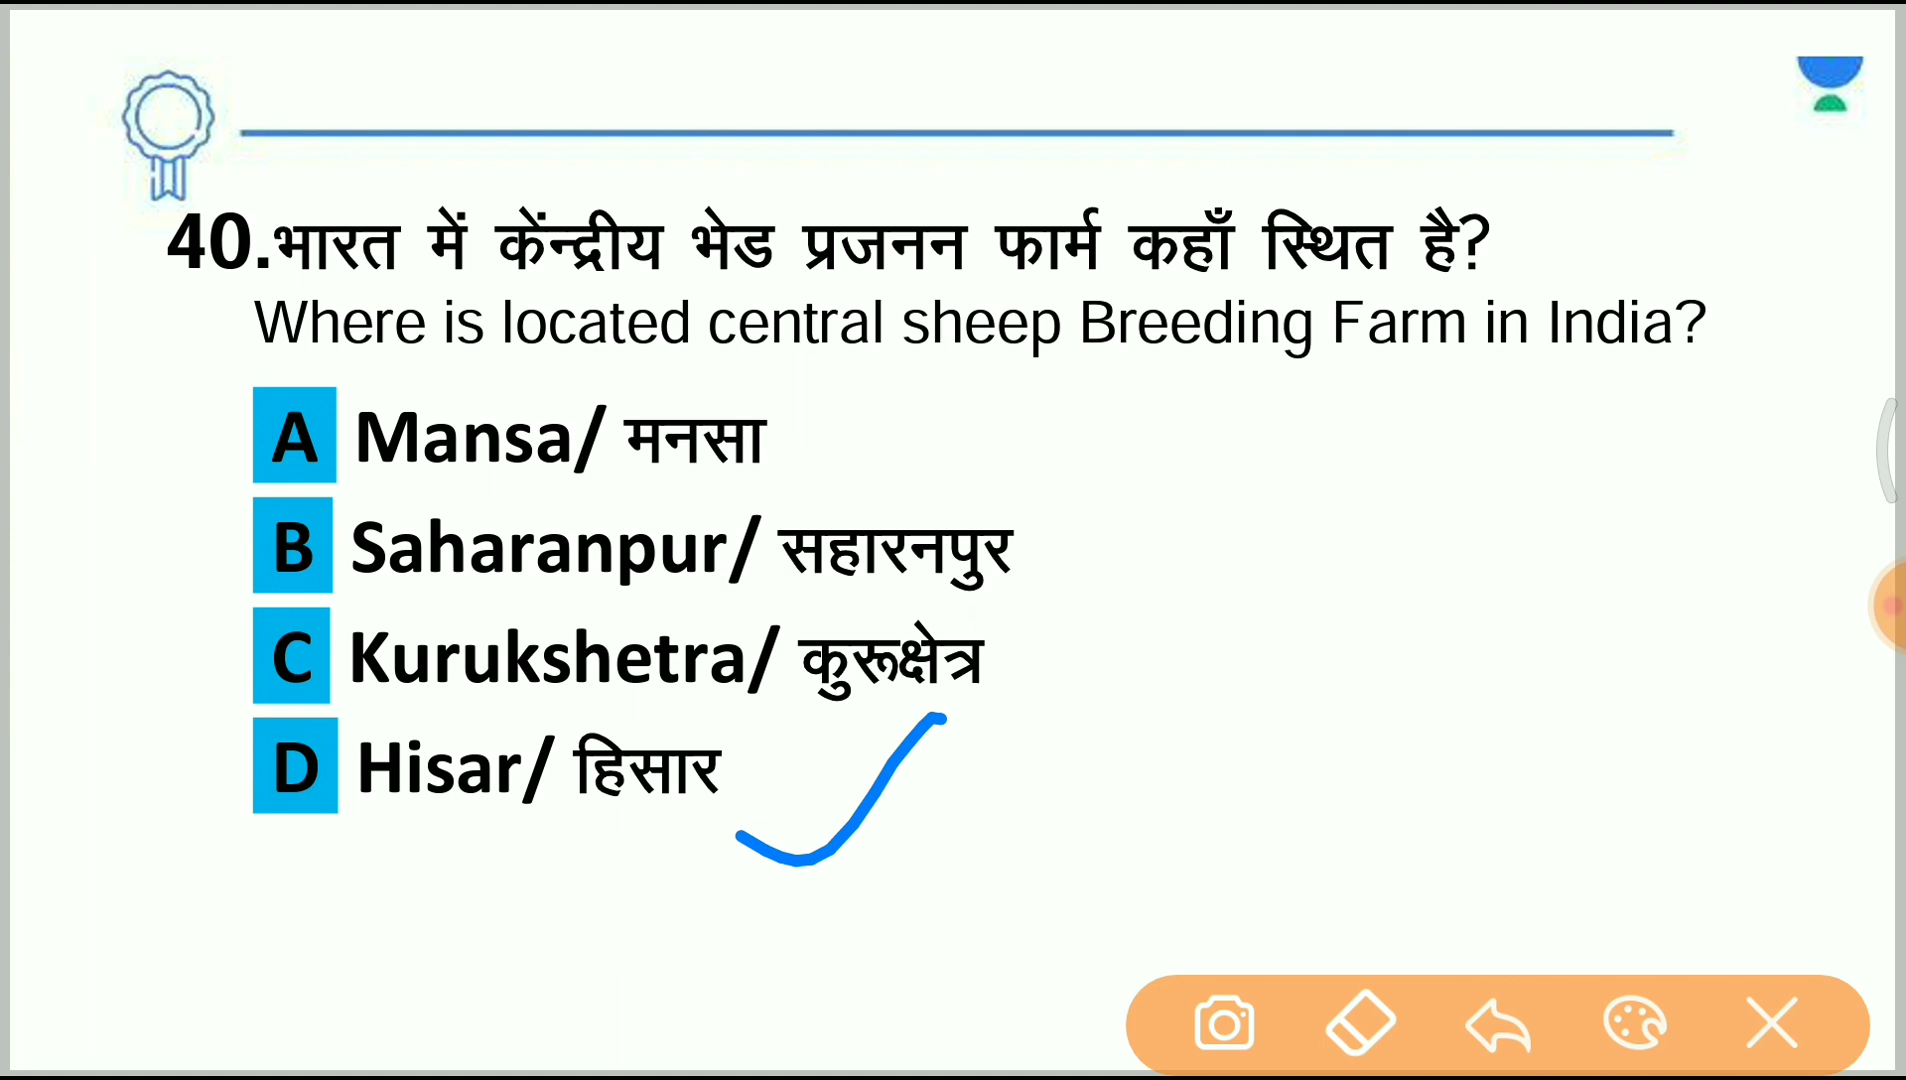 40.भारत में केंन्द्रीय भेड प्रजनन फार्म कहाँ स्थित है?
Where is located central sheep Breeding Farm in India?
A Mansa/ मनसा
B Saharanpur/ सहारनपुर
C Kurukshetra/ कुरूक्षेत्र
D Hisar/ हिसार